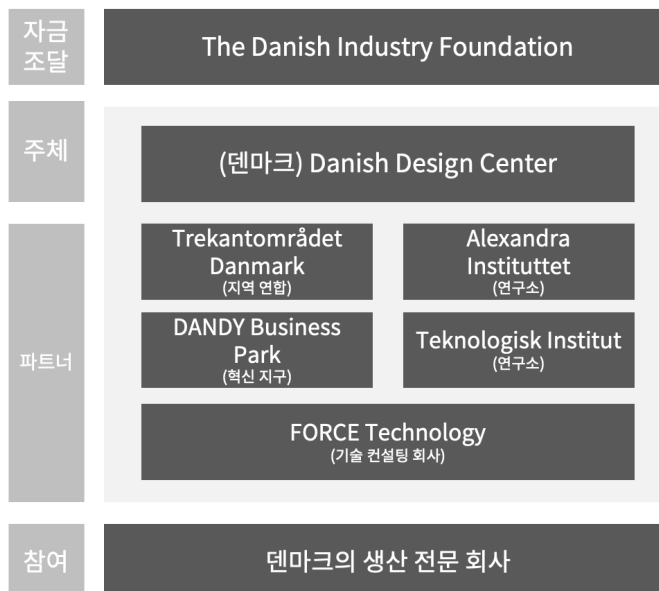 자금
조달
The Danish Industry Foundation
주체
(덴마크) Danish Design Center
파트너
Trekantområdet
Danmark
(지역 연합)
Alexandra
Instituttet
(연구소)
DANDY Business
Park
(혁신 지구)
Teknologisk Institut
(연구소)
FORCE Technology
(기술 컨설팅 회사)
참여
덴마크의 생산 전문 회사